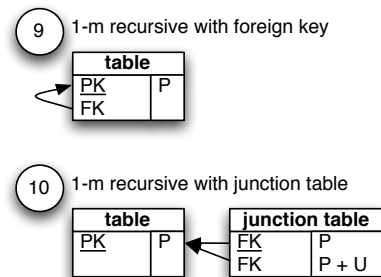 9 1-m recursive with foreign key
table
PK P
FK
10 1-m recursive with junction table
table junction table
PK P FK P
FK P + U